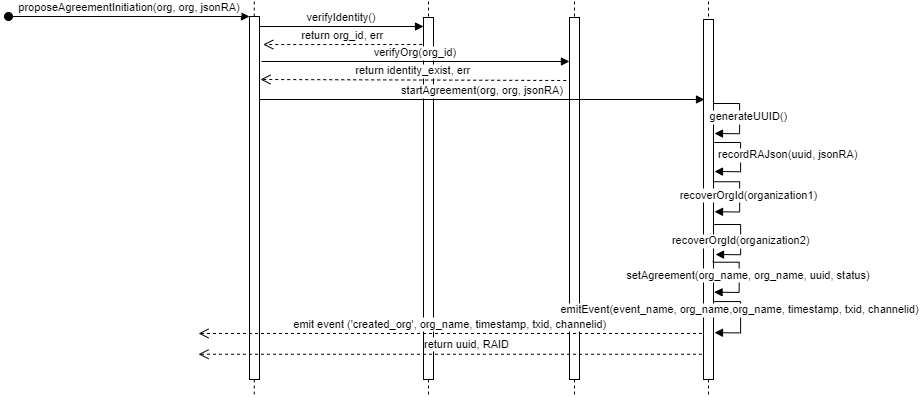 proposeAgreementInitiation(org, org, jsonRA)
verifyIdentity()
return org_id, err
verifyOrg(org_id)
return identity_exist, err
startAgreement(org, org, jsonRA)
generateUUID()
recordRAJson(uuid, jsonRA)
recoverOrgId(organization1)
recoverOrgId(organization2)
setAgreement(org_name, org_name, uuid, status)
emitEvent(event_name, org_name,org_name, timestamp, txid, channelid)
emit event ('created_org', org_name, timestamp, txid, channelid)
return uuid, RAID